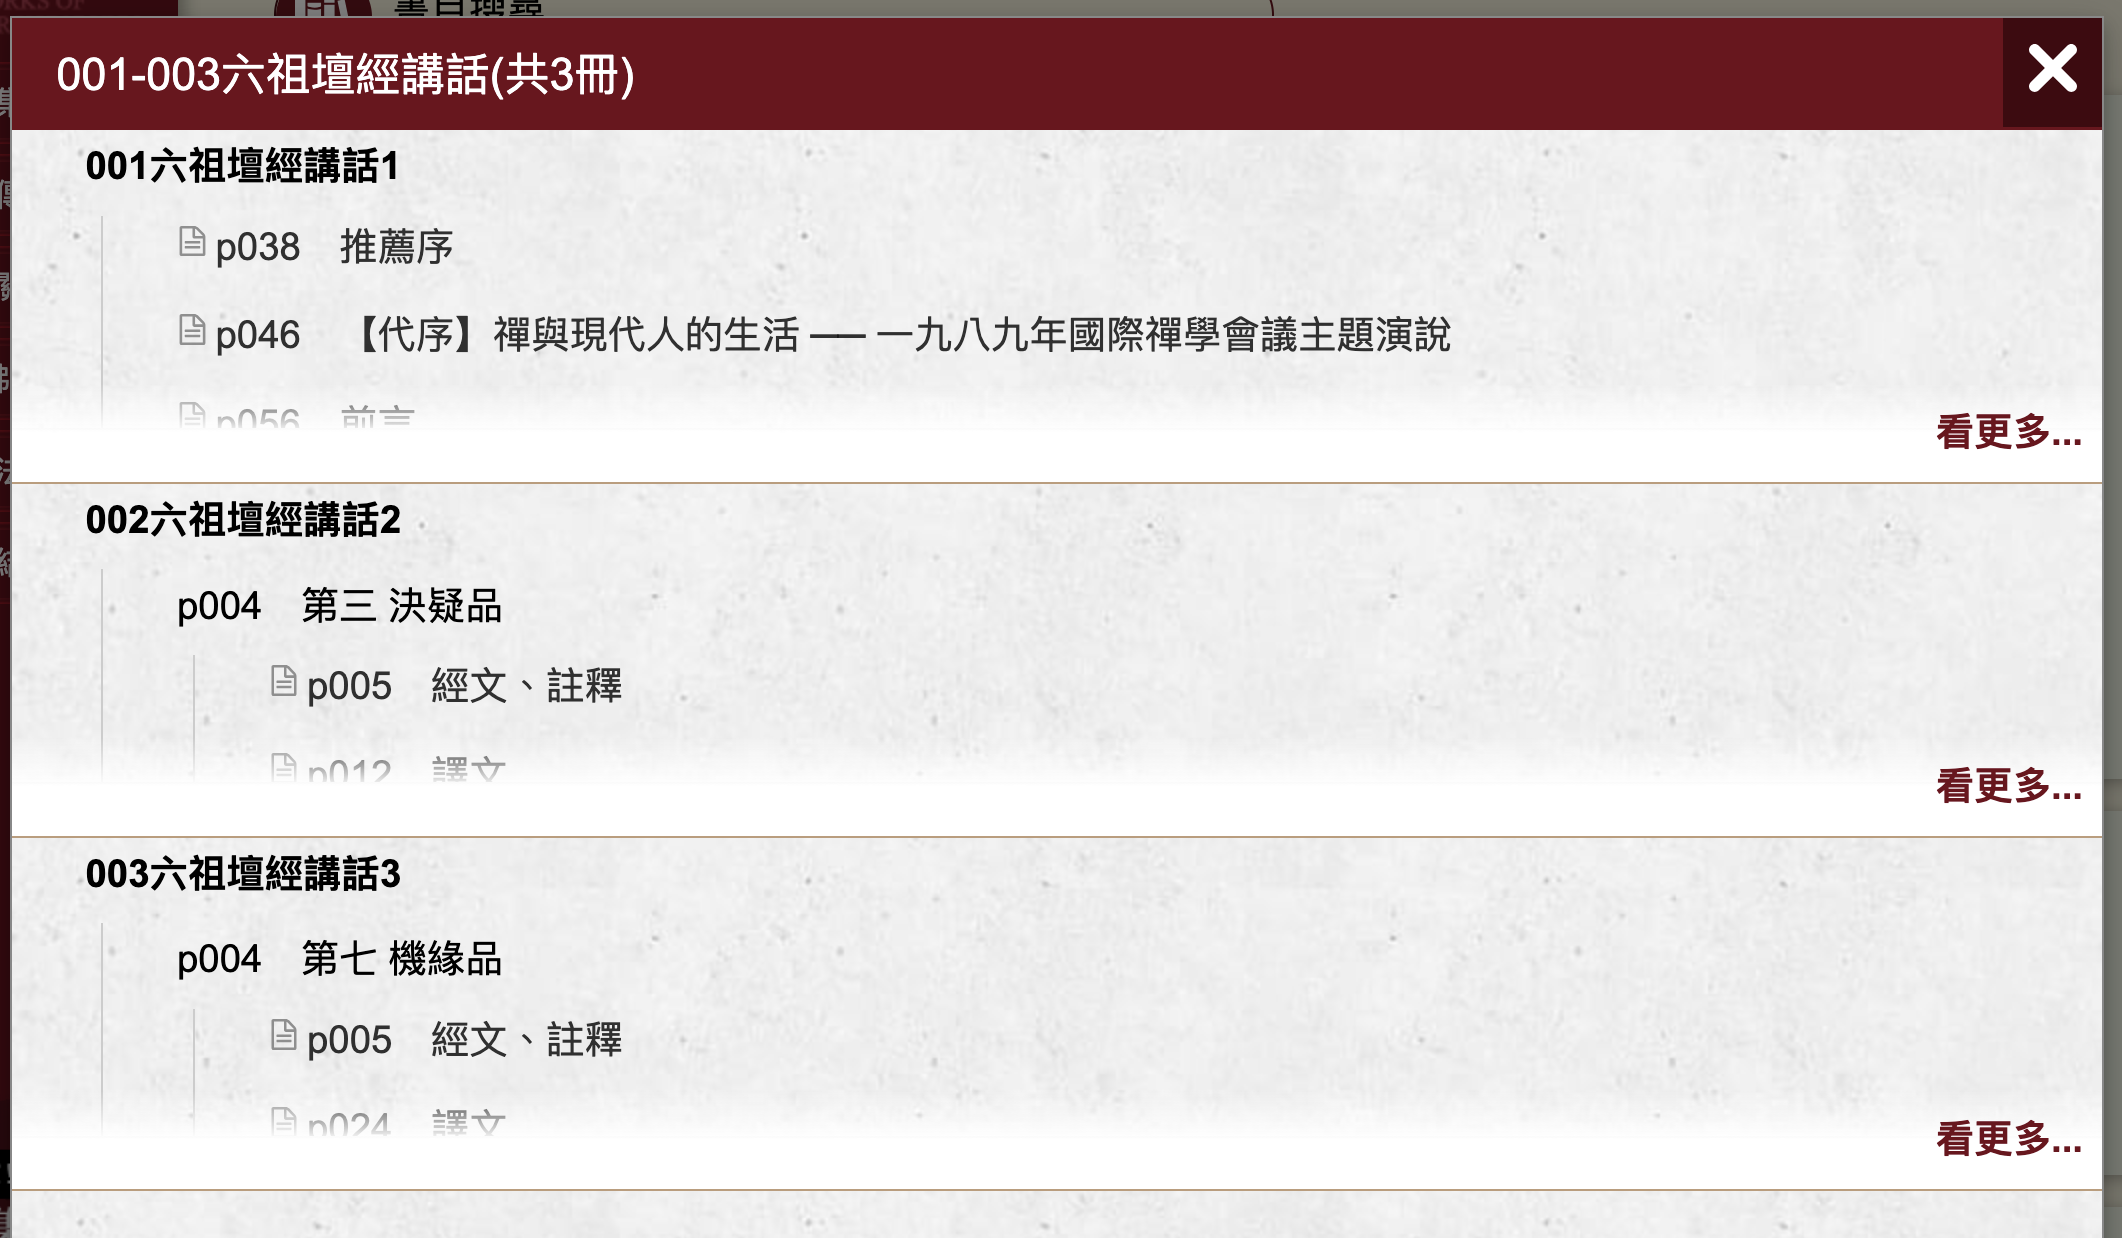 書目搜尋
001-003六祖壇經講話(共3冊)
001六祖壇經講話1
p038　推薦序
p046　【代序】禪與現代人的生活 ── 一九八九年國際禪學會議主題演說
p056　前言
看更多...
002六祖壇經講話2
p004　第三 決疑品
p005　經文、註釋
p012　譯文
看更多...
003六祖壇經講話3
p004　第七 機緣品
p005　經文、註釋
p024　譯文
看更多...